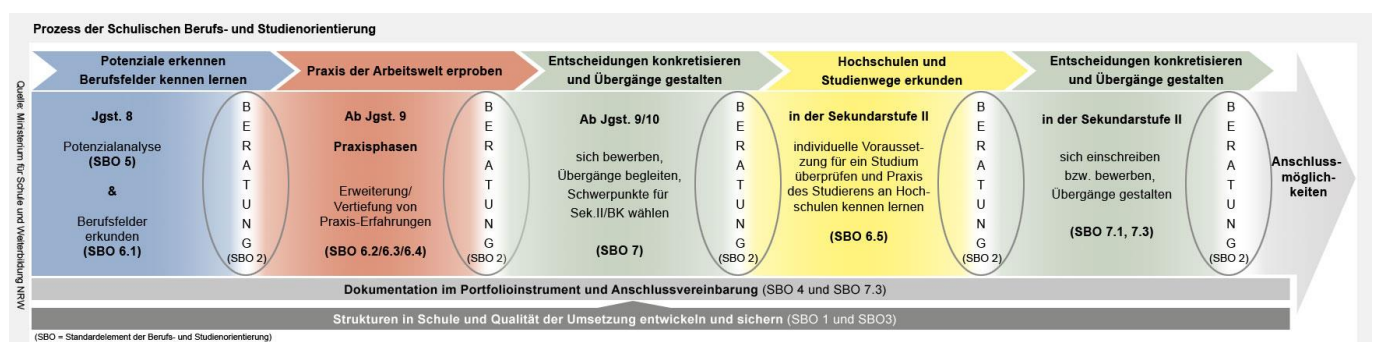 Prozess der Schulischen Berufs- und Studienorientierung
Quelle: Ministerium für Schule und Weiterbildung NRW
Potenziale erkennen
Berufsfelder kennen lernen
Jgst. 8
Potenzialanalyse
(SBO 5)
&
Berufsfelder
erkunden
(SBO 6.1)
BERATUNG
(SBO 2)
Praxis der Arbeitswelt erproben
Ab Jgst. 9
Praxisphasen
Erweiterung/
Vertiefung von
Praxis-Erfahrungen
(SBO 6.2/6.3/6.4)
BERATUNG
(SBO 2)
Entscheidungen konkretisieren
und Übergänge gestalten
Ab Jgst. 9/10
sich bewerben,
Übergänge begleiten,
Schwerpunkte für
Sek.II/BK wählen
(SBO 7)
BERATUNG
(SBO 2)
Hochschulen und
Studienwege erkunden
in der Sekundarstufe II
individuelle Vorausset-
zung für ein Studium
überprüfen und Praxis
des Studierens an Hoch-
schulen kennen lernen
(SBO 6.5)
BERATUNG
(SBO 2)
Entscheidungen konkretisieren
und Übergänge gestalten
in der Sekundarstufe II
sich einschreiben
bzw. bewerben,
Übergänge gestalten
(SBO 7.1, 7.3)
BERATUNG
(SBO 2)
Anschluss-
möglich-
keiten
Dokumentation im Portfolioinstrument und Anschlussvereinbarung (SBO 4 und SBO 7.3)
Strukturen in Schule und Qualität der Umsetzung entwickeln und sichern (SBO 1 und SBO3)
(SBO = Standardelement der Berufs- und Studienorientierung)